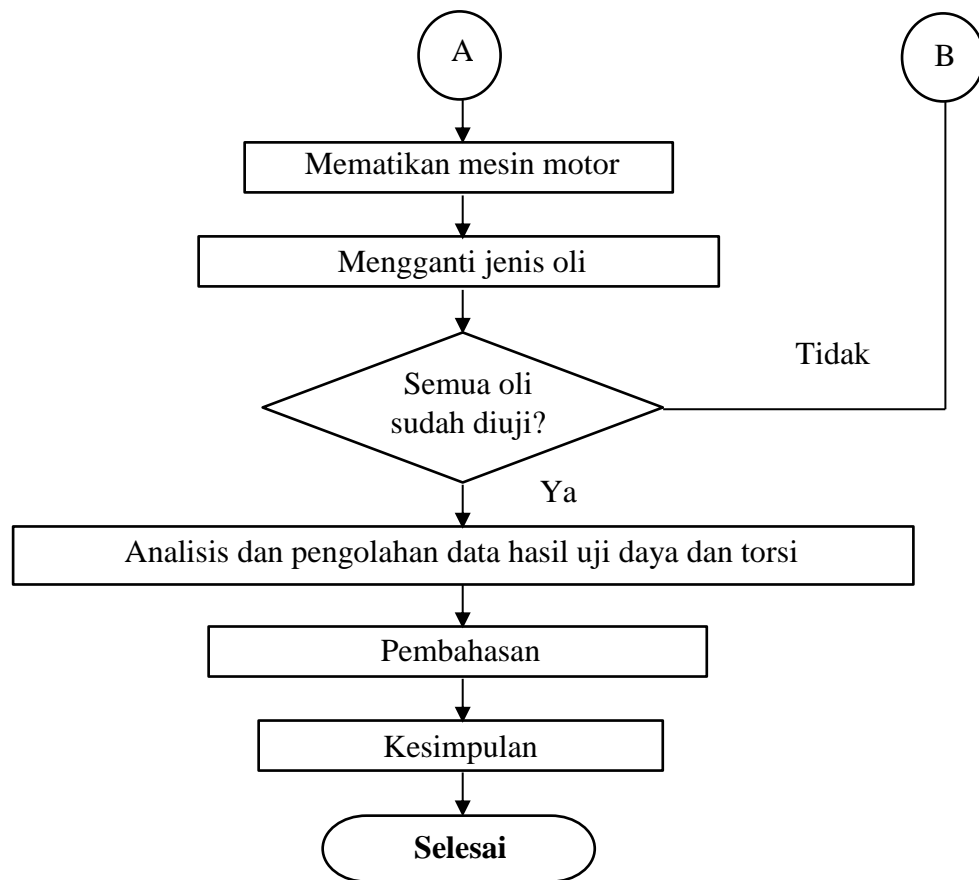 A
B
Mematikan mesin motor
Mengganti jenis oli
Tidak
Semua oli
sudah diuji?
Ya
Analisis dan pengolahan data hasil uji daya dan torsi
Pembahasan
Kesimpulan
Selesai